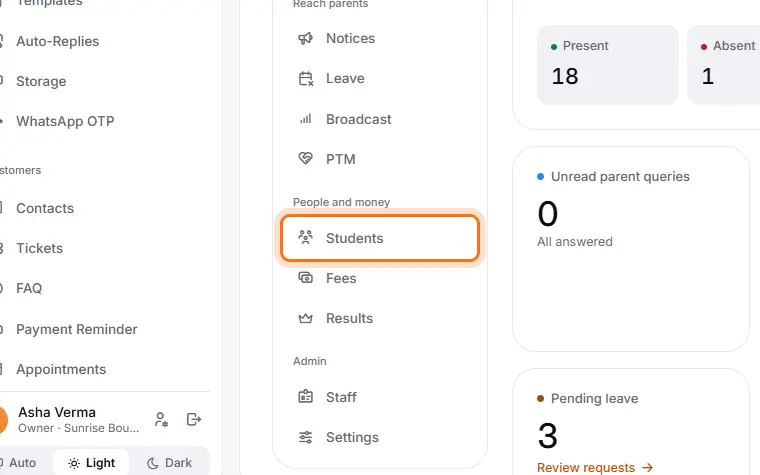 Templates
Auto-Replies
Storage
WhatsApp OTP
stomers
Contacts
Tickets
FAQ
Payment Reminder
Appointments
Asha Verma
Owner · Sunrise Bou...
Auto
Light
Dark
Reach parents
Notices
Leave
Broadcast
PTM
People and money
Students
Fees
Results
Admin
Staff
Settings
Present
18
Absent
1
Unread parent queries
0
All answered
Pending leave
3
Review requests →